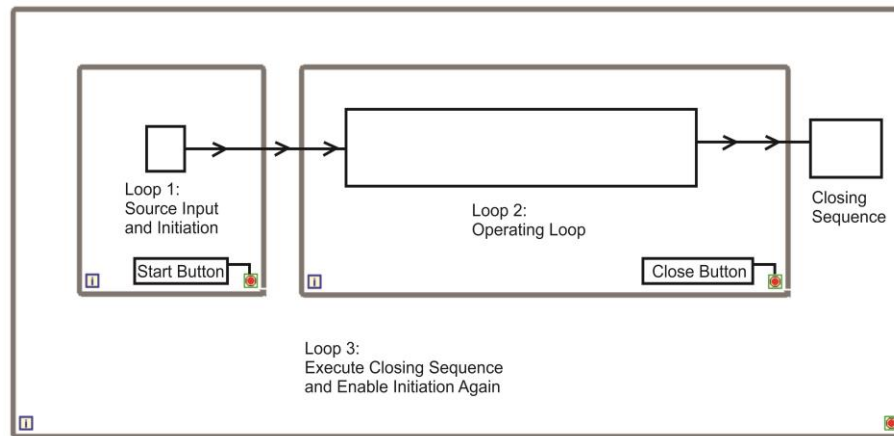 Loop 1:
Source Input
and Initiation
Start Button
i
Loop 2:
Operating Loop
Close Button
i
Closing
Sequence
Loop 3:
Execute Closing Sequence
and Enable Initiation Again
i